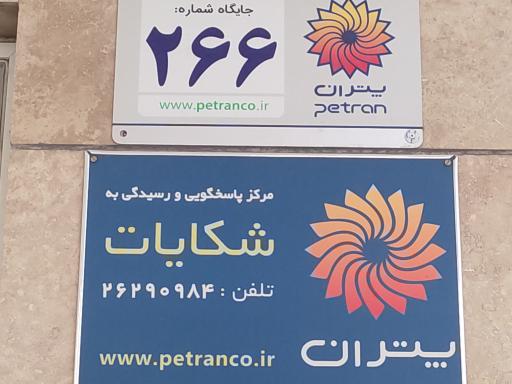 جایگاه شماره:
۲۶۶
www.petranco.ir
پتران
petran
مرکز پاسخگویی و رسیدگی به
شکایات
تلفن : ۲۶۲۹۰۹۸۴
www.petranco.ir
پتران